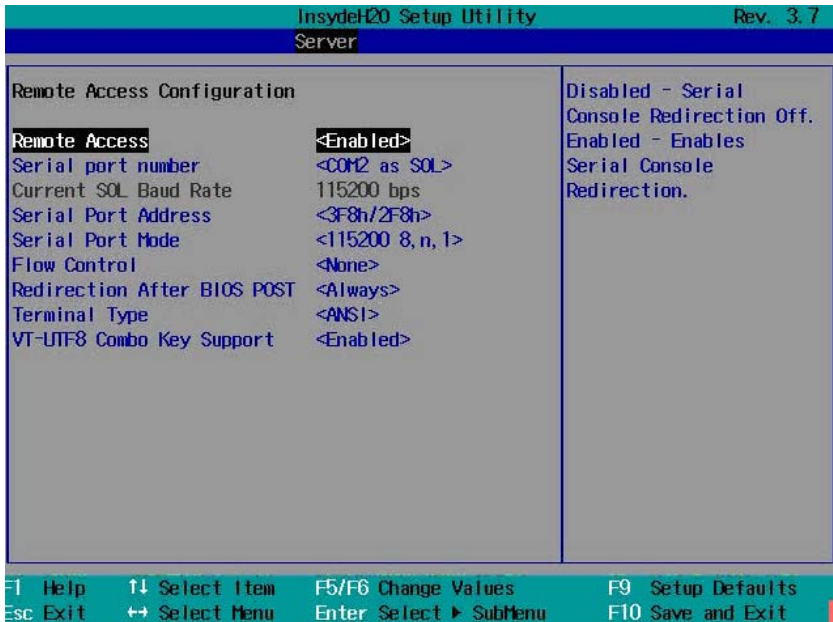 InsydeH20 Setup Utility Rev. 3.7
Server
Remote Access Configuration
Remote Access <Enabled>
Serial port number <COM2 as SOL>
Current SOL Baud Rate 115200 bps
Serial Port Address <3F8h/2F8h>
Serial Port Mode <115200 8,n,1>
Flow Control <None>
Redirection After BIOS POST <Always>
Terminal Type <ANSI>
VT-UTF8 Combo Key Support <Enabled>
Disabled - Serial
Console Redirection Off.
Enabled - Enables
Serial Console
Redirection.
F1 Help ↑↓ Select Item F5/F6 Change Values F9 Setup Defaults
Esc Exit ↔ Select Menu Enter Select ▶ SubMenu F10 Save and Exit